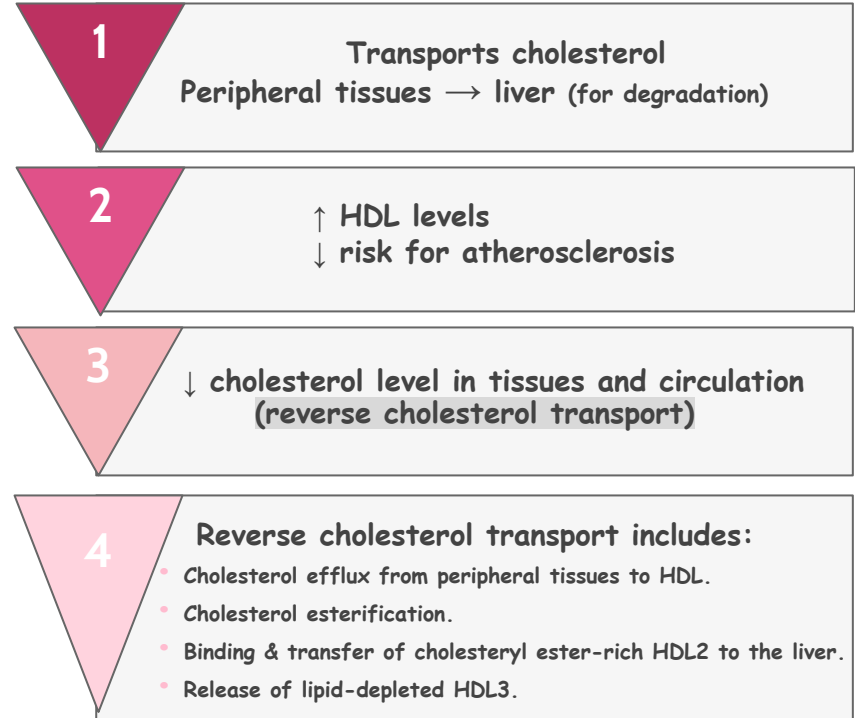 1
Transports cholesterol
Peripheral tissues → liver (for degradation)
2
↑ HDL levels
↓ risk for atherosclerosis
3
↓ cholesterol level in tissues and circulation
(reverse cholesterol transport)
4
Reverse cholesterol transport includes:
• Cholesterol efflux from peripheral tissues to HDL.
• Cholesterol esterification.
• Binding & transfer of cholesteryl ester-rich HDL2 to the liver.
• Release of lipid-depleted HDL3.